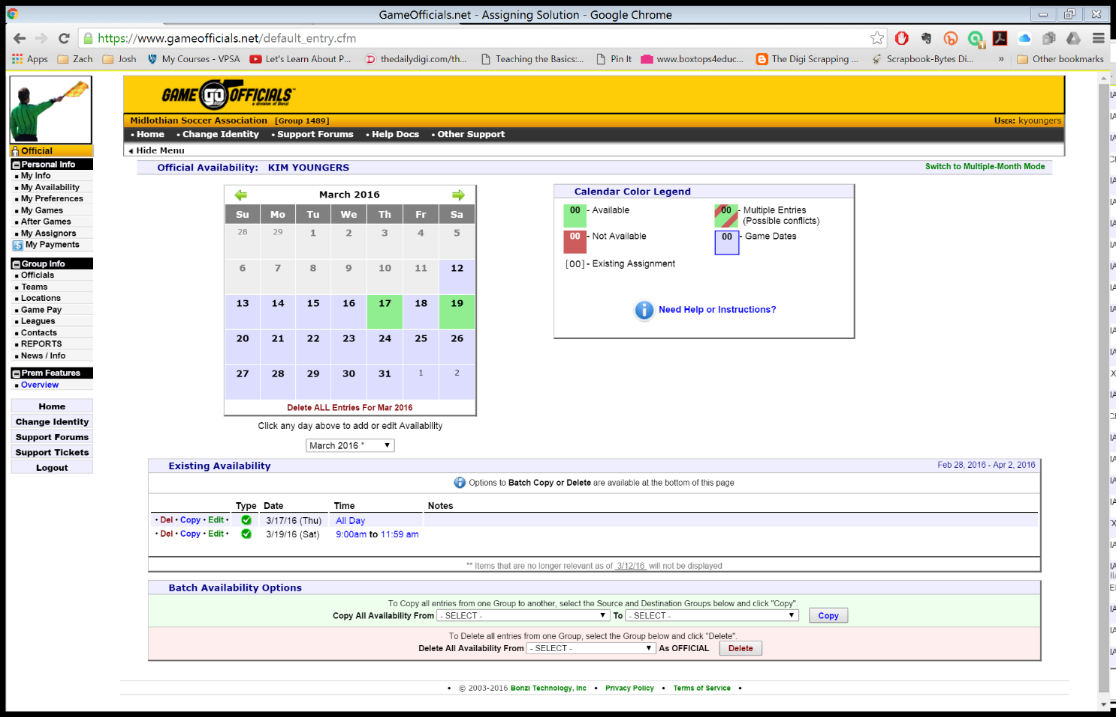 GameOfficials.net - Assigning Solution - Google Chrome
https://www.gameofficials.net/default_entry.cfm
Apps Zach Josh My Courses - VPSA Let's Learn About P... thedailydigi.com/th... Teaching the Basics:... Pin It www.boxtops4educ... The Digi Scrapping ... Scrapbook-Bytes Di... » Other bookmarks
GAME GO OFFICIALS
a division of Bonzi
Midlothian Soccer Association [Group 1489] User: kyoungers
• Home • Change Identity • Support Forums • Help Docs • Other Support
Hide Menu
Official
Personal Info
My Info
My Availability
My Preferences
My Games
After Games
My Assignors
My Payments
Group Info
Officials
Teams
Locations
Game Pay
Leagues
Contacts
REPORTS
News / Info
Prem Features
Overview
Home
Change Identity
Support Forums
Support Tickets
Logout
Official Availability: KIM YOUNGERS Switch to Multiple-Month Mode
March 2016
Su Mo Tu We Th Fr Sa
28 29 1 2 3 4 5
6 7 8 9 10 11 12
13 14 15 16 17 18 19
20 21 22 23 24 25 26
27 28 29 30 31 1 2
Delete ALL Entries For Mar 2016
Click any day above to add or edit Availability
March 2016 *
Calendar Color Legend
00 - Available 00 - Multiple Entries
(Possible conflicts)
00 - Not Available 00 - Game Dates
[00] - Existing Assignment
Need Help or Instructions?
Existing Availability Feb 28, 2016 - Apr 2, 2016
Options to Batch Copy or Delete are available at the bottom of this page
Type Date Time Notes
• Del • Copy • Edit • 3/17/16 (Thu) All Day
• Del • Copy • Edit • 3/19/16 (Sat) 9:00am to 11:59 am
** Items that are no longer relevant as of 3/12/16 will not be displayed
Batch Availability Options
To Copy all entries from one Group to another, select the Source and Destination Groups below and click "Copy"
Copy All Availability From - SELECT - To - SELECT - Copy
To Delete all entries from one Group, select the Group below and click "Delete".
Delete All Availability From - SELECT - As OFFICIAL Delete
• © 2003-2016 Bonzi Technology, Inc • Privacy Policy • Terms of Service •